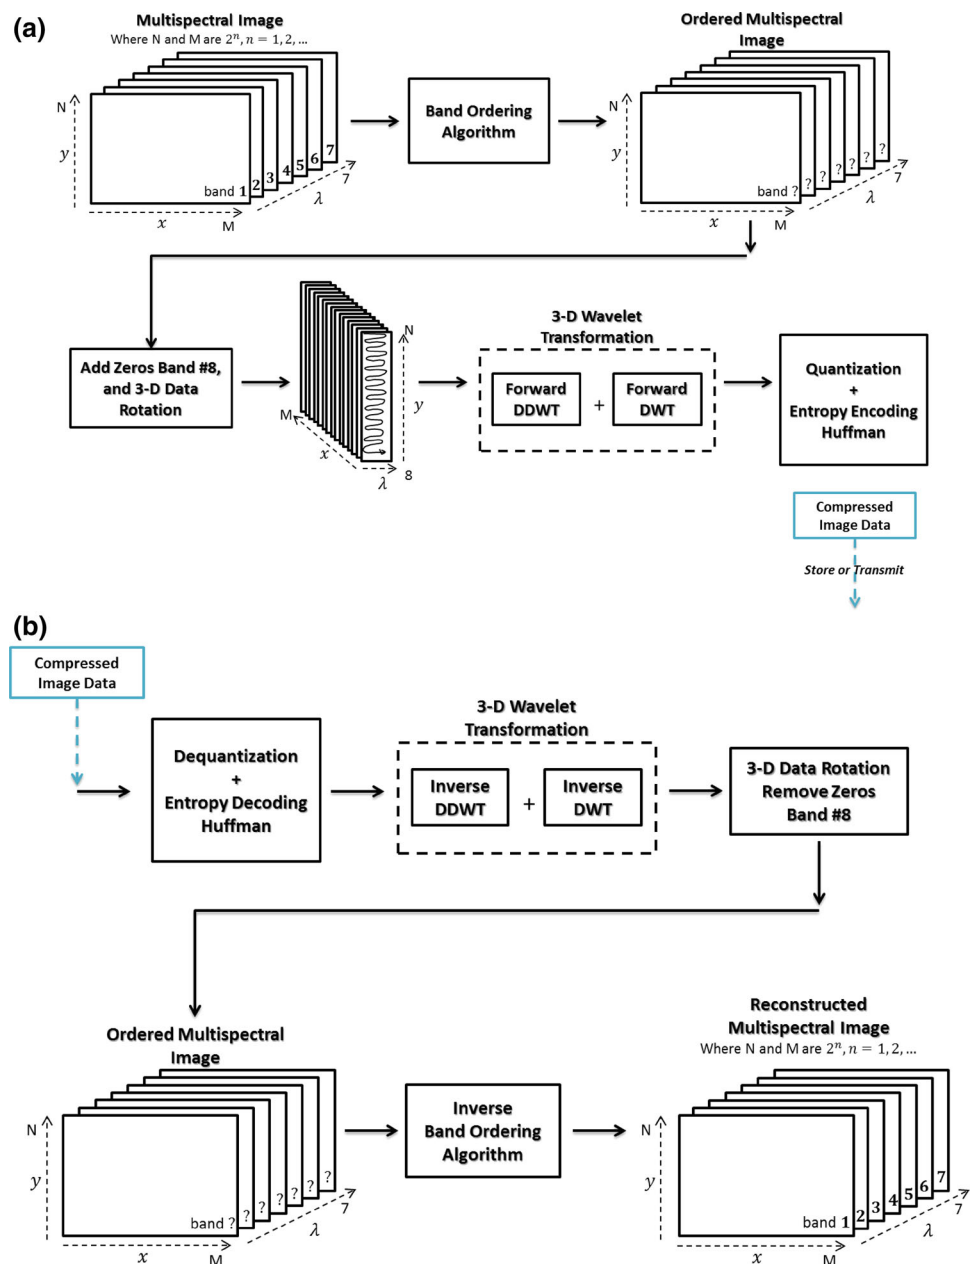 (a)
Multispectral Image
Where N and M are 2ⁿ, n = 1, 2, ...
N
y
band 1 2 3 4 5 6 7
7
λ
x
M
Band Ordering
Algorithm
Ordered Multispectral
Image
N
y
band ? ? ? ? ? ? ?
7
λ
x
M
Add Zeros Band #8,
and 3-D Data
Rotation
N
y
M
x
λ
8
3-D Wavelet
Transformation
Forward
DDWT
+
Forward
DWT
Quantization
+
Entropy Encoding
Huffman
Compressed
Image Data
Store or Transmit
(b)
Compressed
Image Data
Dequantization
+
Entropy Decoding
Huffman
3-D Wavelet
Transformation
Inverse
DDWT
+
Inverse
DWT
3-D Data Rotation
Remove Zeros
Band #8
Ordered Multispectral
Image
N
y
band ? ? ? ? ? ? ?
7
λ
x
M
Inverse
Band Ordering
Algorithm
Reconstructed
Multispectral Image
Where N and M are 2ⁿ, n = 1, 2, ...
N
y
band 1 2 3 4 5 6 7
7
λ
x
M